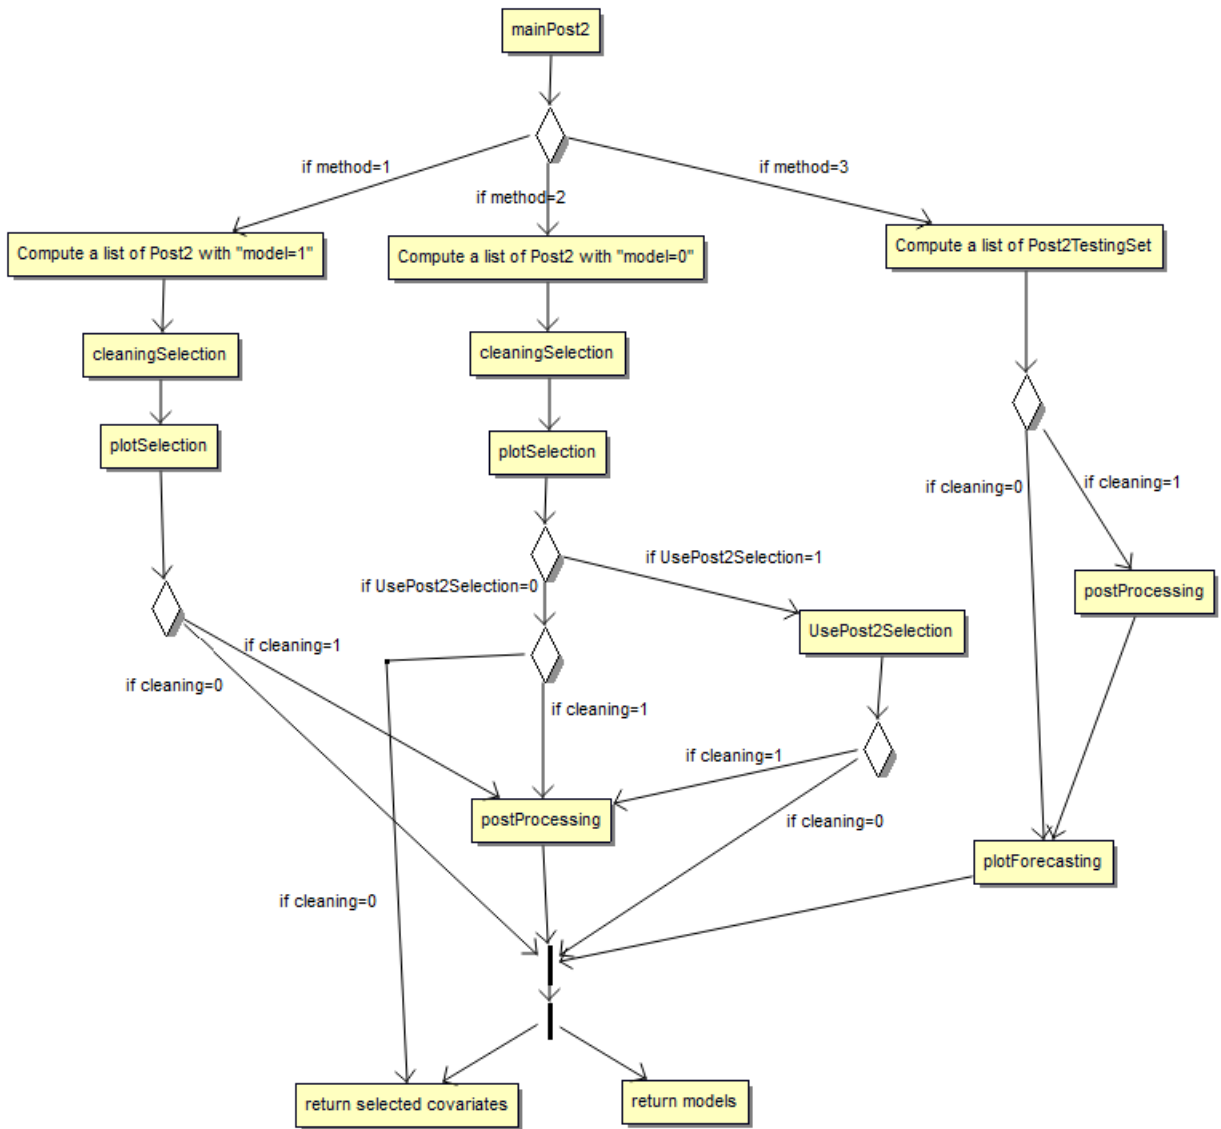 mainPost2
if method=1
if method=2
if method=3
Compute a list of Post2 with "model=1"
Compute a list of Post2 with "model=0"
Compute a list of Post2TestingSet
cleaningSelection
cleaningSelection
plotSelection
plotSelection
if cleaning=0
if cleaning=1
if UsePost2Selection=1
if UsePost2Selection=0
postProcessing
UsePost2Selection
if cleaning=1
if cleaning=0
if cleaning=1
if cleaning=1
postProcessing
if cleaning=0
plotForecasting
if cleaning=0
return selected covariates
return models